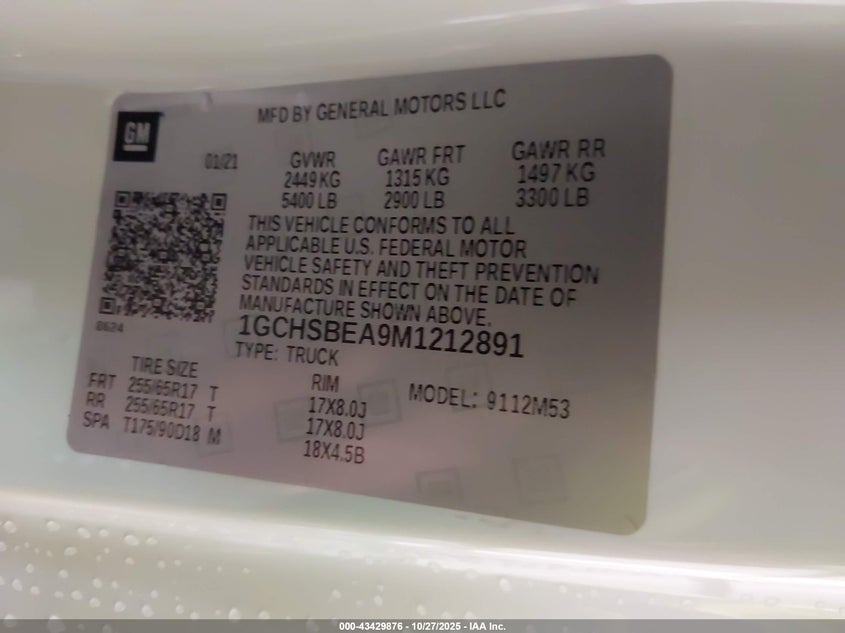 GM
MFD BY GENERAL MOTORS LLC
01/21 GVWR GAWR FRT GAWR RR
2449 KG 1315 KG 1497 KG
5400 LB 2900 LB 3300 LB
THIS VEHICLE CONFORMS TO ALL
APPLICABLE U.S. FEDERAL MOTOR
VEHICLE SAFETY AND THEFT PREVENTION
STANDARDS IN EFFECT ON THE DATE OF
MANUFACTURE SHOWN ABOVE.
0624
1GCHSBEA9M1212891
TYPE: TRUCK
TIRE SIZE RIM MODEL: 9112M53
FRT 255/65R17 T 17X8.0J
RR 255/65R17 T 17X8.0J
SPA T175/90D18 M 18X4.5B
000-43429876 - 10/27/2025 - IAA Inc.